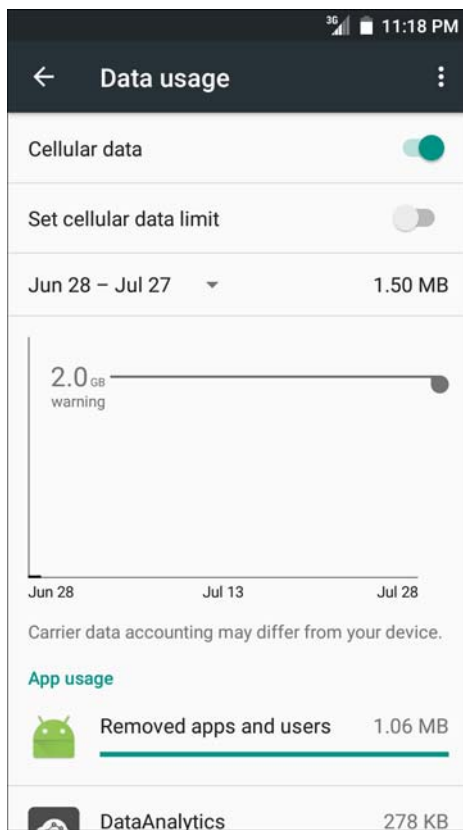 3G 11:18 PM
Data usage
Cellular data
Set cellular data limit
Jun 28 – Jul 27 1.50 MB
2.0 GB
warning
Jun 28 Jul 13 Jul 28
Carrier data accounting may differ from your device.
App usage
Removed apps and users 1.06 MB
DataAnalytics 278 KB